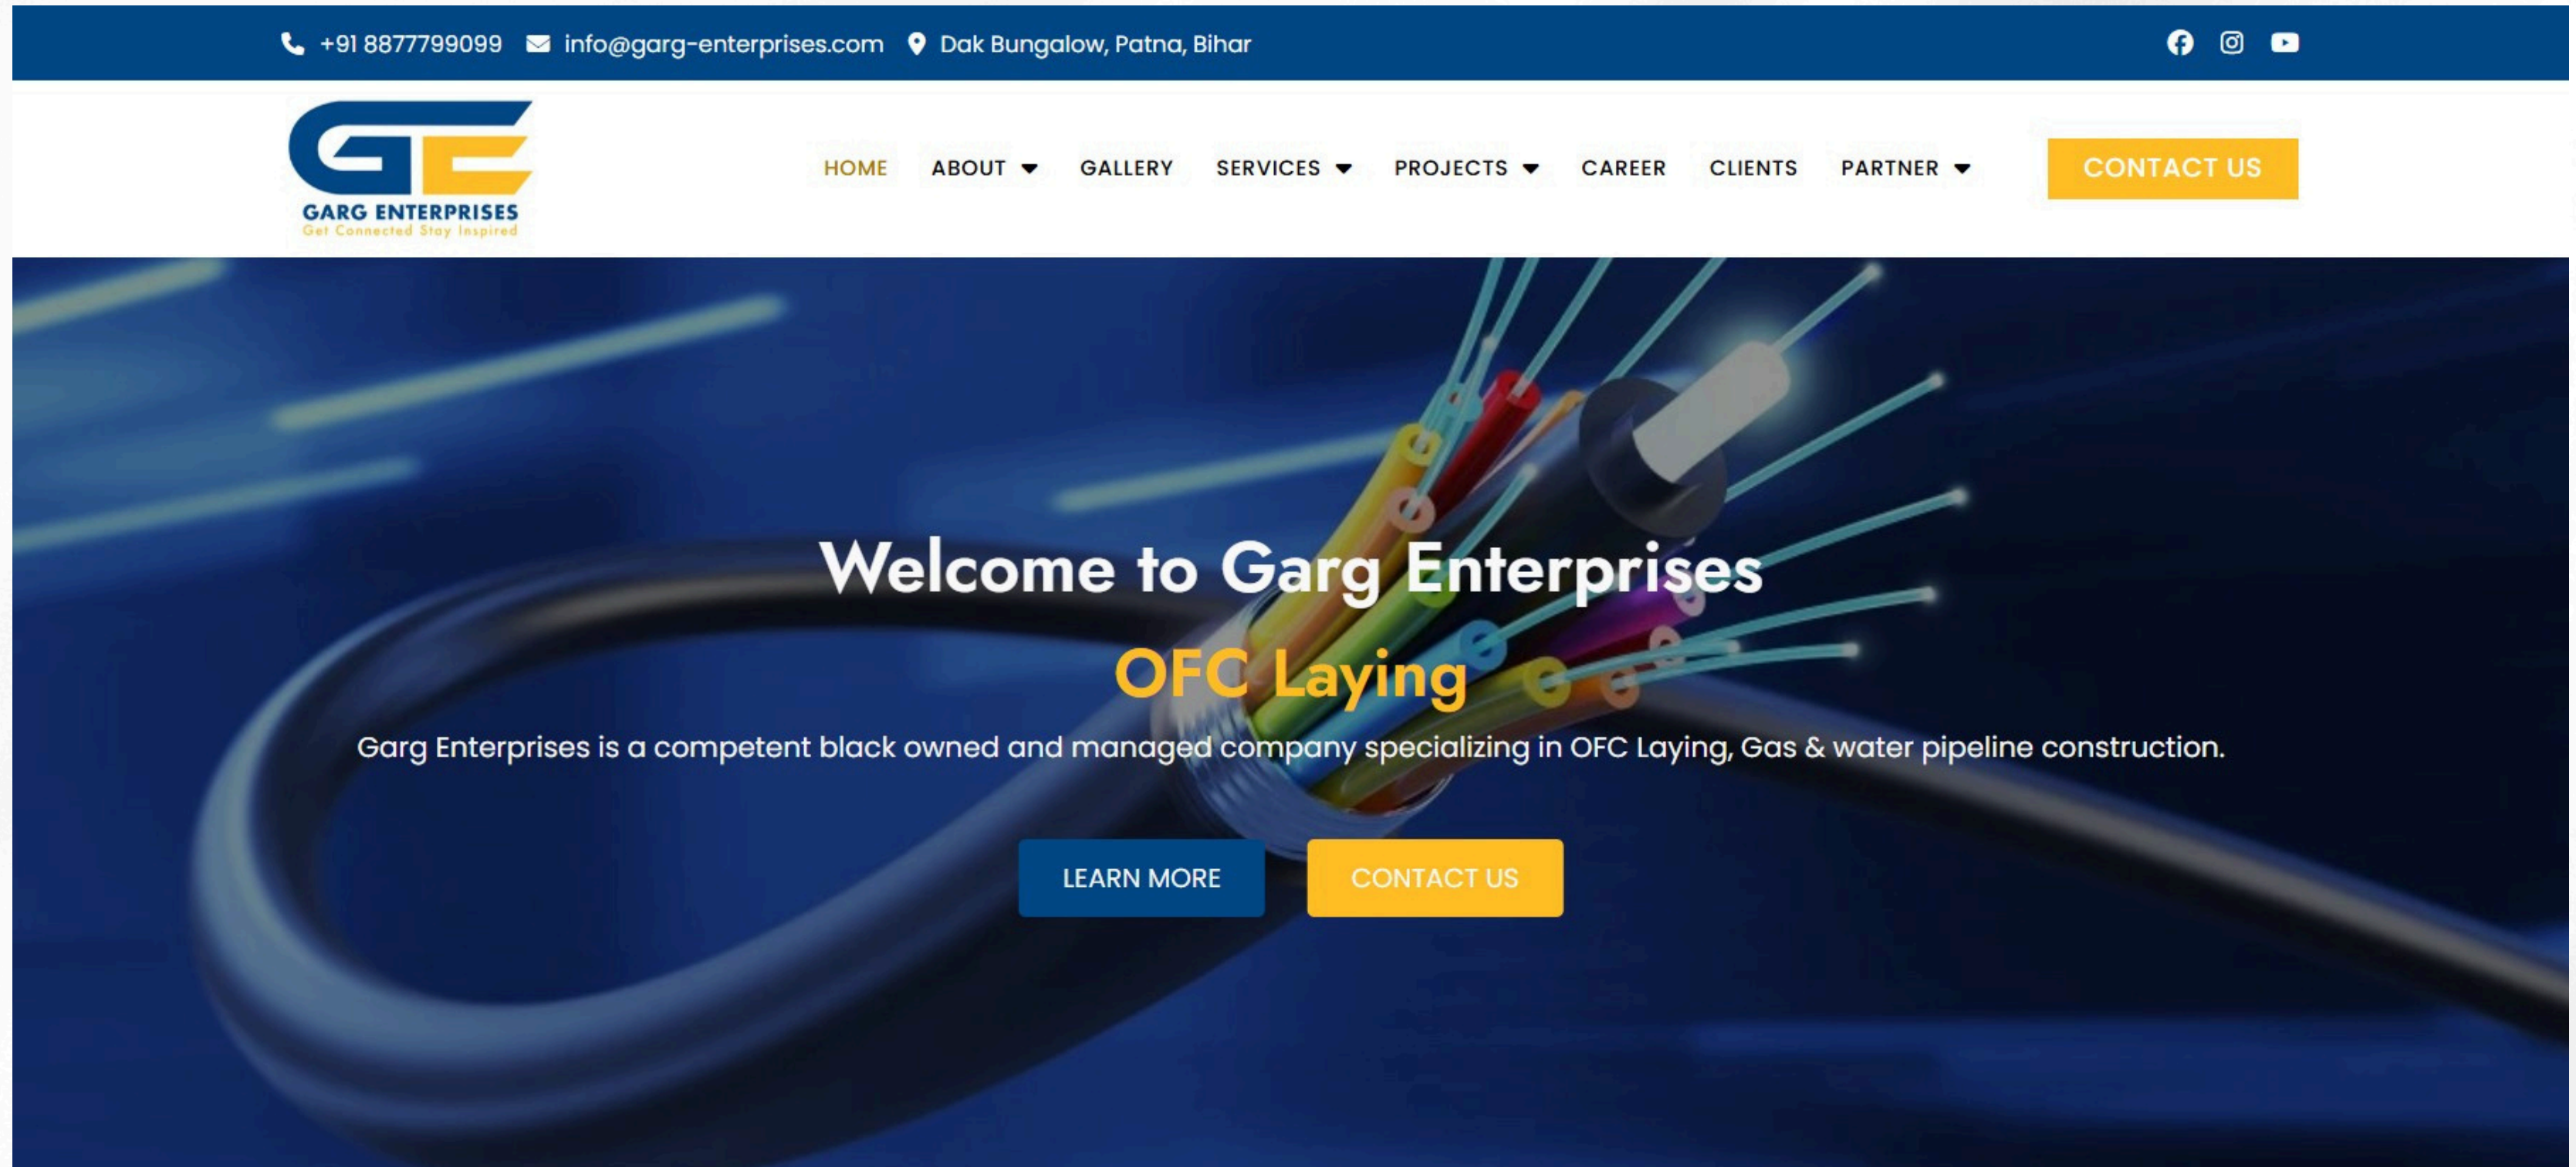 +91 8877799099 info@garg-enterprises.com Dak Bungalow, Patna, Bihar
GE
GARG ENTERPRISES
Get Connected Stay Inspired
HOME ABOUT GALLERY SERVICES PROJECTS CAREER CLIENTS PARTNER CONTACT US
Welcome to Garg Enterprises
OFC Laying
Garg Enterprises is a competent black owned and managed company specializing in OFC Laying, Gas & water pipeline construction.
LEARN MORE CONTACT US